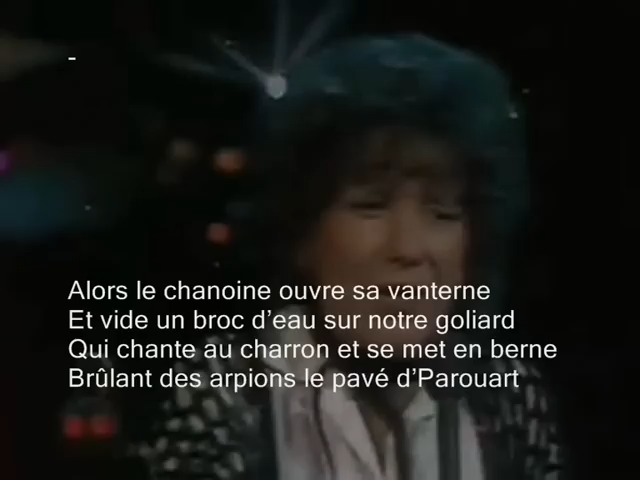 -
Alors le chanoine ouvre sa vanterne
Et vide un broc d’eau sur notre goliard
Qui chante au charron et se met en berne
Brûlant des arpions le pavé d’Parouart